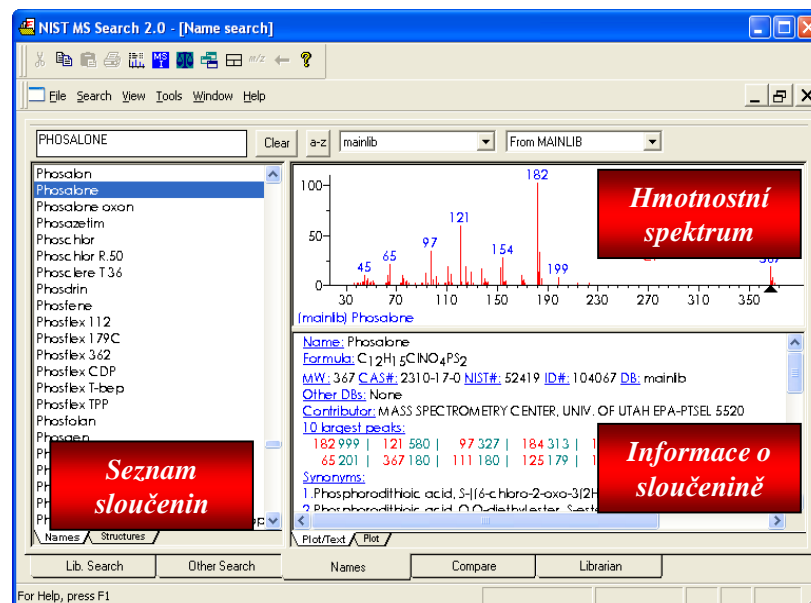 NIST MS Search 2.0 - [Name search]
m/z
File Search View Tools Window Help
PHOSALONE
Clear
a-z
mainlib
From MAINLIB
Phosalon
Phosalone
Phosalone oxon
Phosazetim
Phoschlor
Phoschlor R.50
Phosclere T 36
Phosdrin
Phosfene
Phosflex 112
Phosflex 179C
Phosflex 362
Phosflex CDP
Phosflex T-bep
Phosflex TPP
Phosfolan
Phosgen
Seznam
sloučenin
Names Structures
100
50
0
45
65
97
121
154
182
199
30 70 110 150 190 230 270 310 350
Hmotnostní
spektrum
(mainlib) Phosalone
Name: Phosalone
Formula: C12H15ClNO4PS2
MW: 367 CAS#: 2310-17-0 NIST#: 52419 ID#: 104067 DB: mainlib
Other DBs: None
Contributor: MASS SPECTROMETRY CENTER, UNIV. OF UTAH EPA-PTSEL 5520
10 largest peaks:
182 999 | 121 580 | 97 327 | 184 313 |
65 201 | 367 180 | 111 180 | 125 179 |
Synonyms:
1.Phosphorodithioic acid, S-[(6-chloro-2-oxo-3(2H
2.Phosphorodithioic acid, O,O-diethyl ester, S-ester
Informace o
sloučenině
Plot/Text Plot
Lib. Search Other Search Names Compare Librarian
For Help, press F1